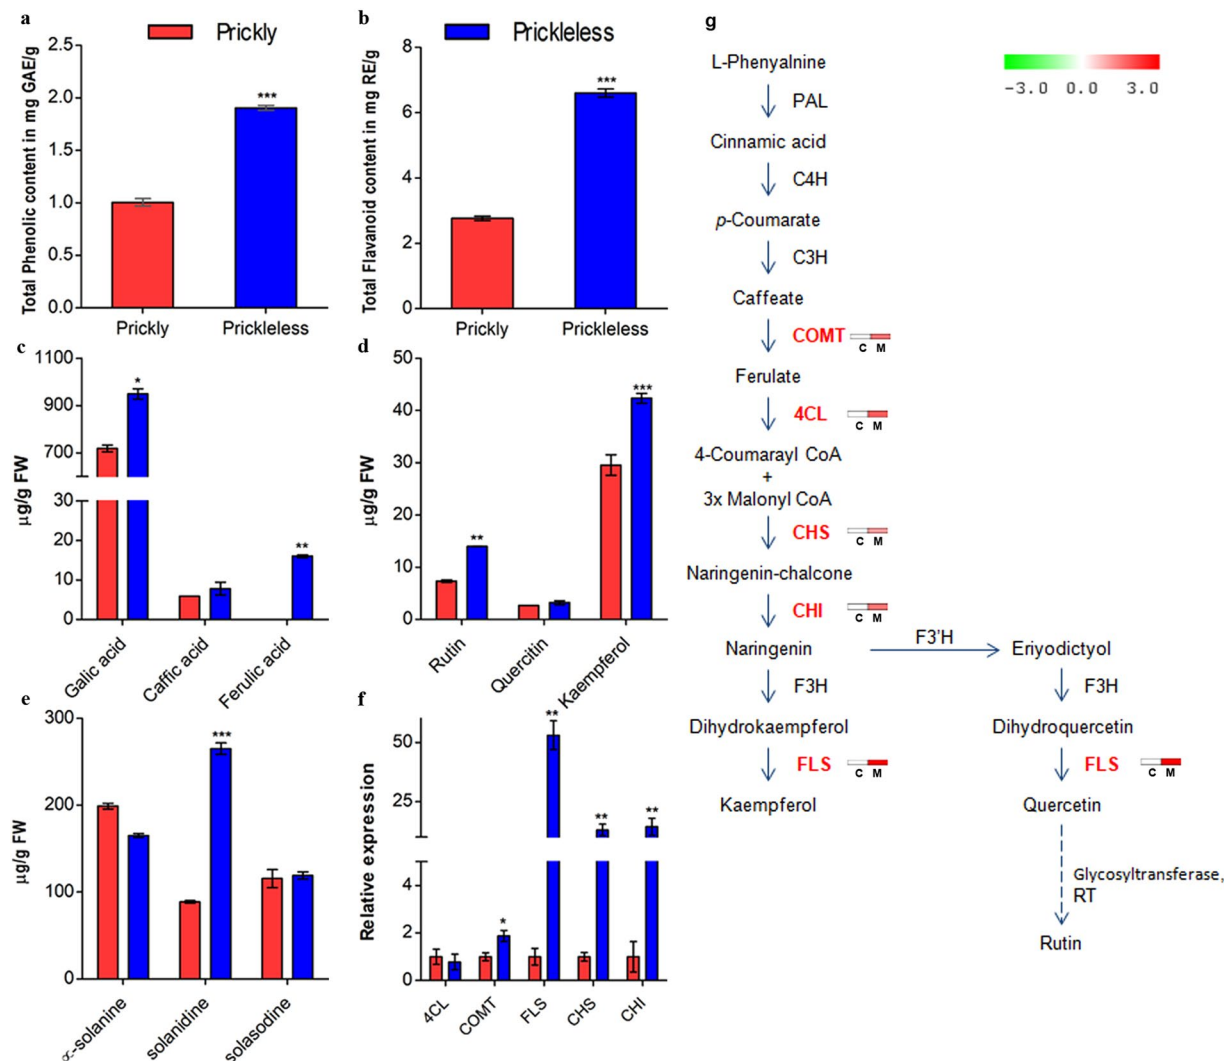 a
Prickly
b
Prickleless
g
Total Phenolic content in mg GAE/g
2.5
2.0
1.5
1.0
0.5
0.0
***
Prickly
Prickleless
Total Flavanoid content in mg RE/g
8
6
4
2
0
***
Prickly
Prickleless
c
μg/g FW
1100
900
700
30
20
10
0
*
**
Galic acid
Caffic acid
Ferulic acid
d
μg/g FW
50
40
30
20
10
0
**
***
Rutin
Quercitin
Kaempferol
e
μg/g FW
300
200
100
0
***
α-solanine
solanidine
solasodine
f
Relative expression
50
25
4
2
0
*
**
**
**
4CL
COMT
FLS
CHS
CHI
-3.0 0.0 3.0
L-Phenyalnine
PAL
Cinnamic acid
C4H
p-Coumarate
C3H
Caffeate
COMT
C M
Ferulate
4CL
C M
4-Coumarayl CoA
+
3x Malonyl CoA
CHS
C M
Naringenin-chalcone
CHI
C M
Naringenin
F3'H
Eriyodictyol
F3H
F3H
Dihydrokaempferol
Dihydroquercetin
FLS
C M
FLS
C M
Kaempferol
Quercetin
Glycosyltransferase,
RT
Rutin